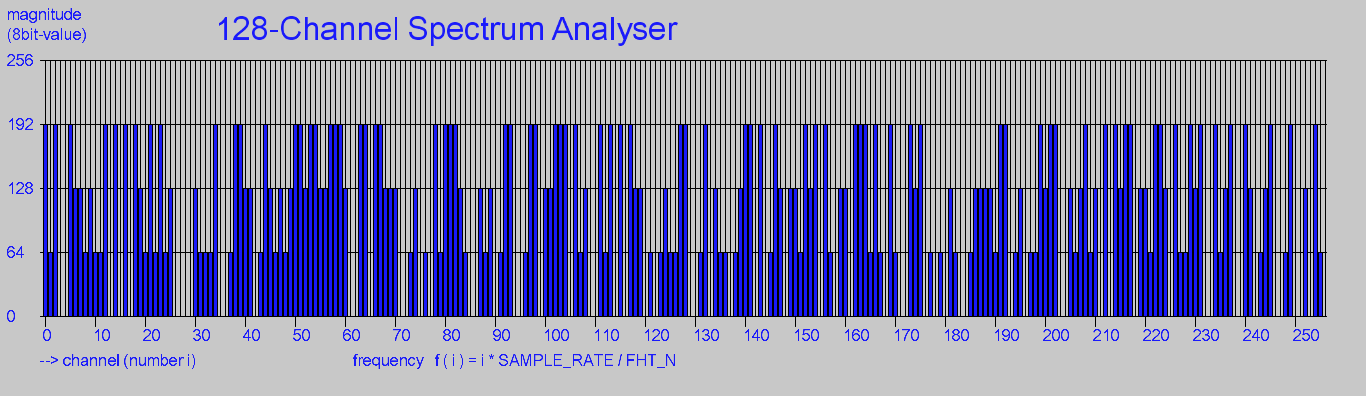 magnitude
(8bit-value)
128-Channel Spectrum Analyser
256
192
128
64
0
0 10 20 30 40 50 60 70 80 90 100 110 120 130 140 150 160 170 180 190 200 210 220 230 240 250
--> channel (number i) frequency f ( i ) = i * SAMPLE_RATE / FHT_N